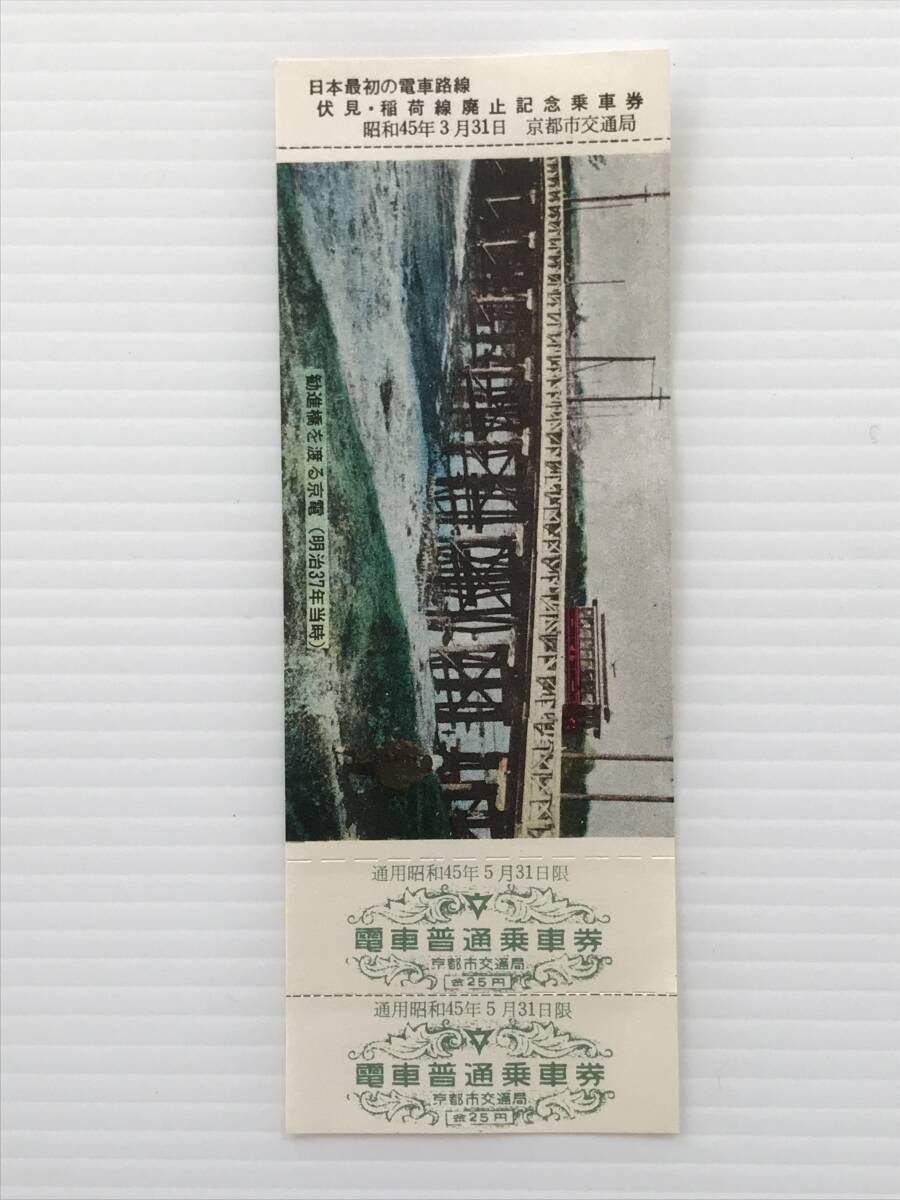 日本最初の電車路線
伏見・稲荷線廃止記念乗車券
昭和45年3月31日 京都市交通局
勧進橋を渡る京電(明治37年当時)
通用昭和45年5月31日限
電車普通乗車券
京都市交通局
25円
通用昭和45年5月31日限
電車普通乗車券
京都市交通局
25円